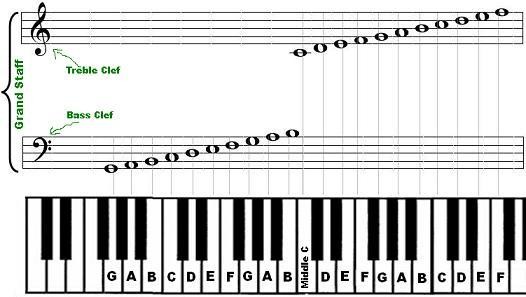 Treble Clef
Grand Staff
Bass Clef
G A B C D E F G A B Middle C D E F G A B C D E F